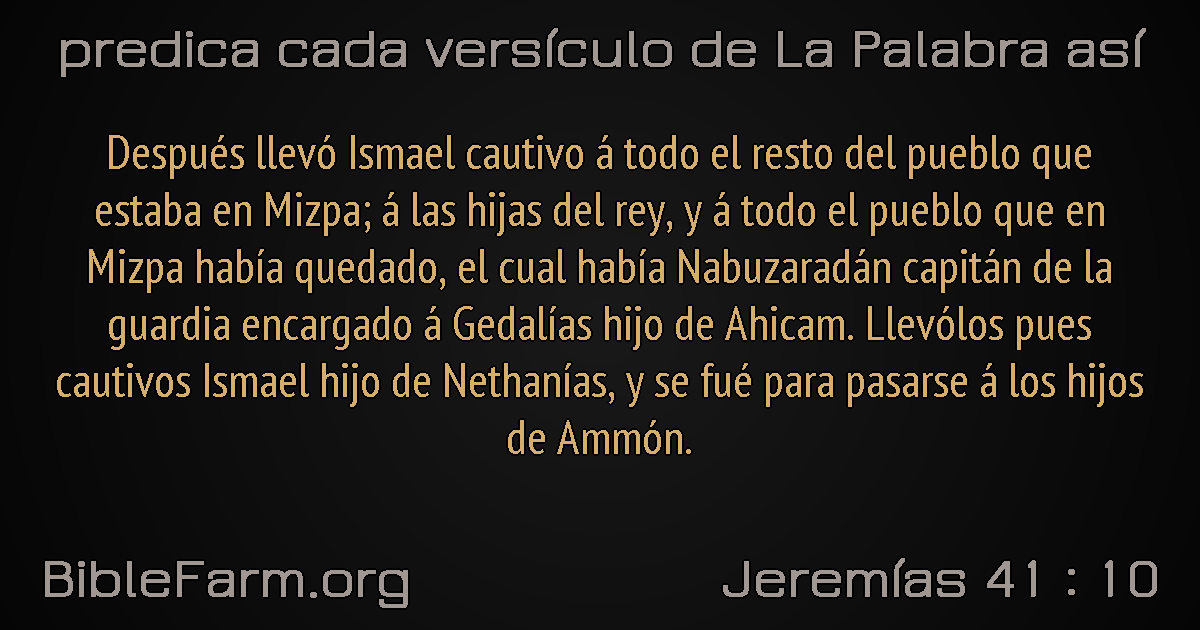 predica cada versículo de La Palabra así
Después llevó Ismael cautivo á todo el resto del pueblo que
estaba en Mizpa; á las hijas del rey, y á todo el pueblo que en
Mizpa había quedado, el cual había Nabuzaradán capitán de la
guardia encargado á Gedalías hijo de Ahicam. Llevólos pues
cautivos Ismael hijo de Nethanías, y se fué para pasarse á los hijos
de Ammón.
BibleFarm.org
Jeremías 41 : 10